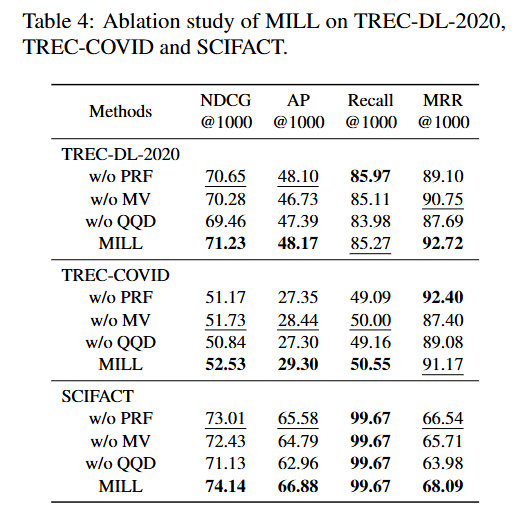 Table 4: Ablation study of MILL on TREC-DL-2020,
TREC-COVID and SCIFACT.
Methods NDCG @1000 AP @1000 Recall @1000 MRR @1000
TREC-DL-2020
w/o PRF 70.65 48.10 85.97 89.10
w/o MV 70.28 46.73 85.11 90.75
w/o QQD 69.46 47.39 83.98 87.69
MILL 71.23 48.17 85.27 92.72
TREC-COVID
w/o PRF 51.17 27.35 49.09 92.40
w/o MV 51.73 28.44 50.00 87.40
w/o QQD 50.84 27.30 49.16 89.08
MILL 52.53 29.30 50.55 91.17
SCIFACT
w/o PRF 73.01 65.58 99.67 66.54
w/o MV 72.43 64.79 99.67 65.71
w/o QQD 71.13 62.96 99.67 63.98
MILL 74.14 66.88 99.67 68.09